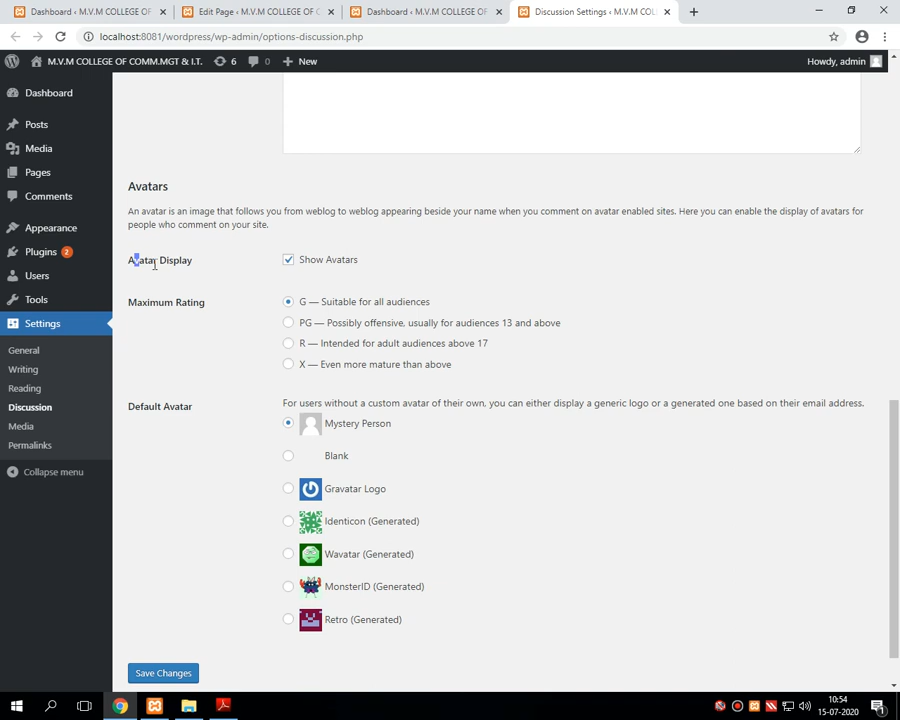 Dashboard ‹ M.V.M COLLEGE OF
Edit Page ‹ M.V.M COLLEGE OF C
Dashboard ‹ M.V.M COLLEGE OF
Discussion Settings ‹ M.V.M COL
localhost:8081/wordpress/wp-admin/options-discussion.php
M.V.M COLLEGE OF COMM.MGT & I.T.
6
0
New
Howdy, admin
Dashboard
Posts
Media
Pages
Comments
Appearance
Plugins 2
Users
Tools
Settings
General
Writing
Reading
Discussion
Media
Permalinks
Collapse menu
Avatars
An avatar is an image that follows you from weblog to weblog appearing beside your name when you comment on avatar enabled sites. Here you can enable the display of avatars for
people who comment on your site.
Avatar Display
Show Avatars
Maximum Rating
G — Suitable for all audiences
PG — Possibly offensive, usually for audiences 13 and above
R — Intended for adult audiences above 17
X — Even more mature than above
Default Avatar
For users without a custom avatar of their own, you can either display a generic logo or a generated one based on their email address.
Mystery Person
Blank
Gravatar Logo
Identicon (Generated)
Wavatar (Generated)
MonsterID (Generated)
Retro (Generated)
Save Changes
10:54
15-07-2020
1